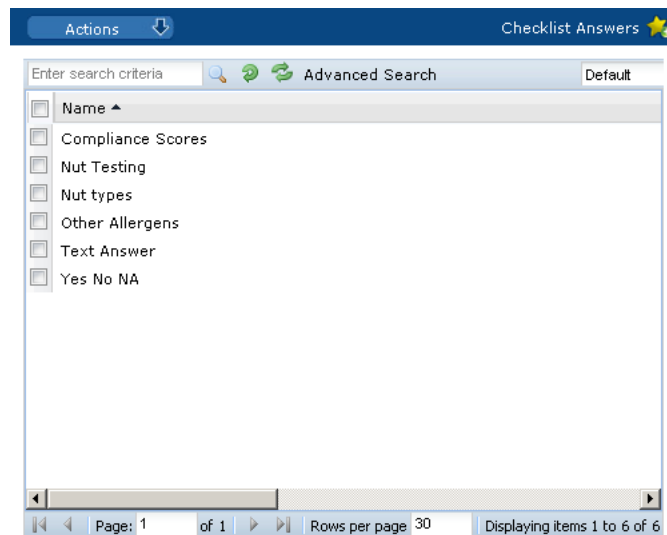 Actions Checklist Answers
Enter search criteria Advanced Search Default
Name
Compliance Scores
Nut Testing
Nut types
Other Allergens
Text Answer
Yes No NA
Page: 1 of 1 Rows per page 30 Displaying items 1 to 6 of 6